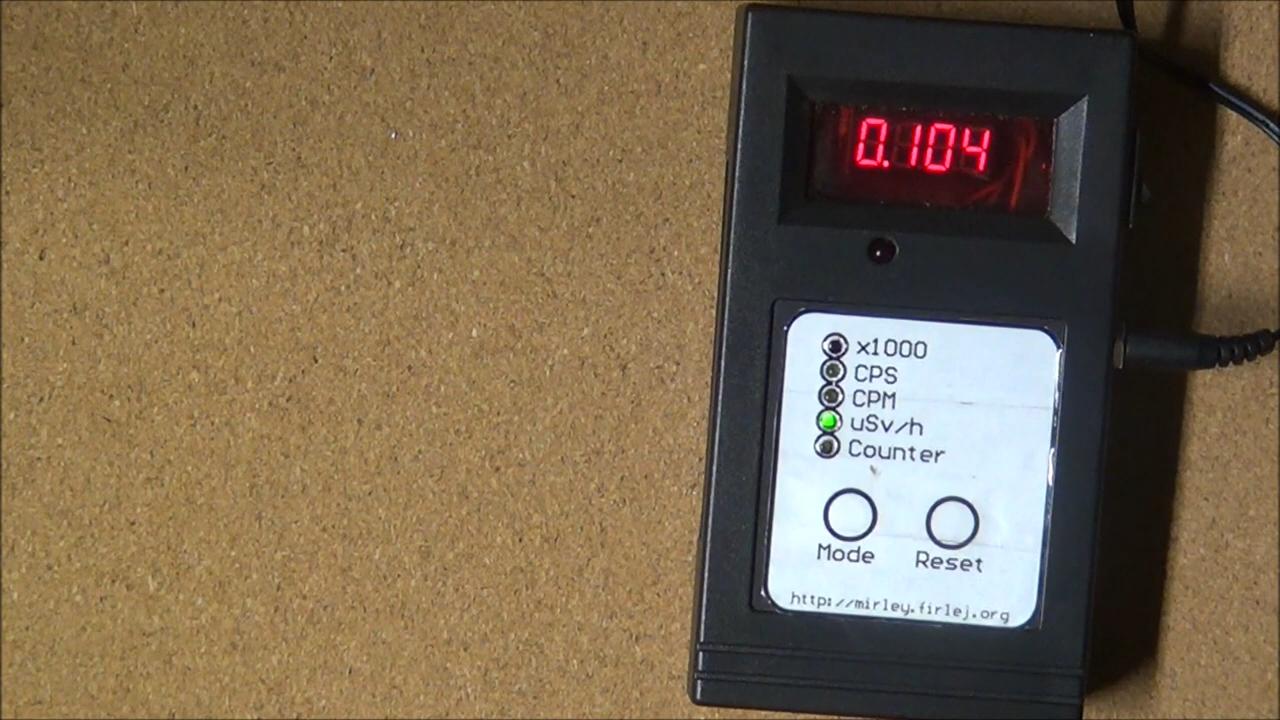 0.104
x1000
CPS
CPM
uSv/h
Counter
Mode Reset
http://mirley.firlej.org